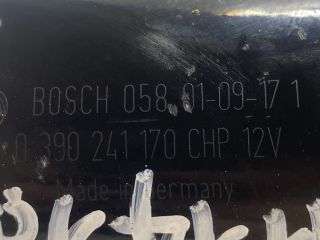 BOSCH 058 01-09-17 1
0 390 241 170 CHP 12V
Made in Germany